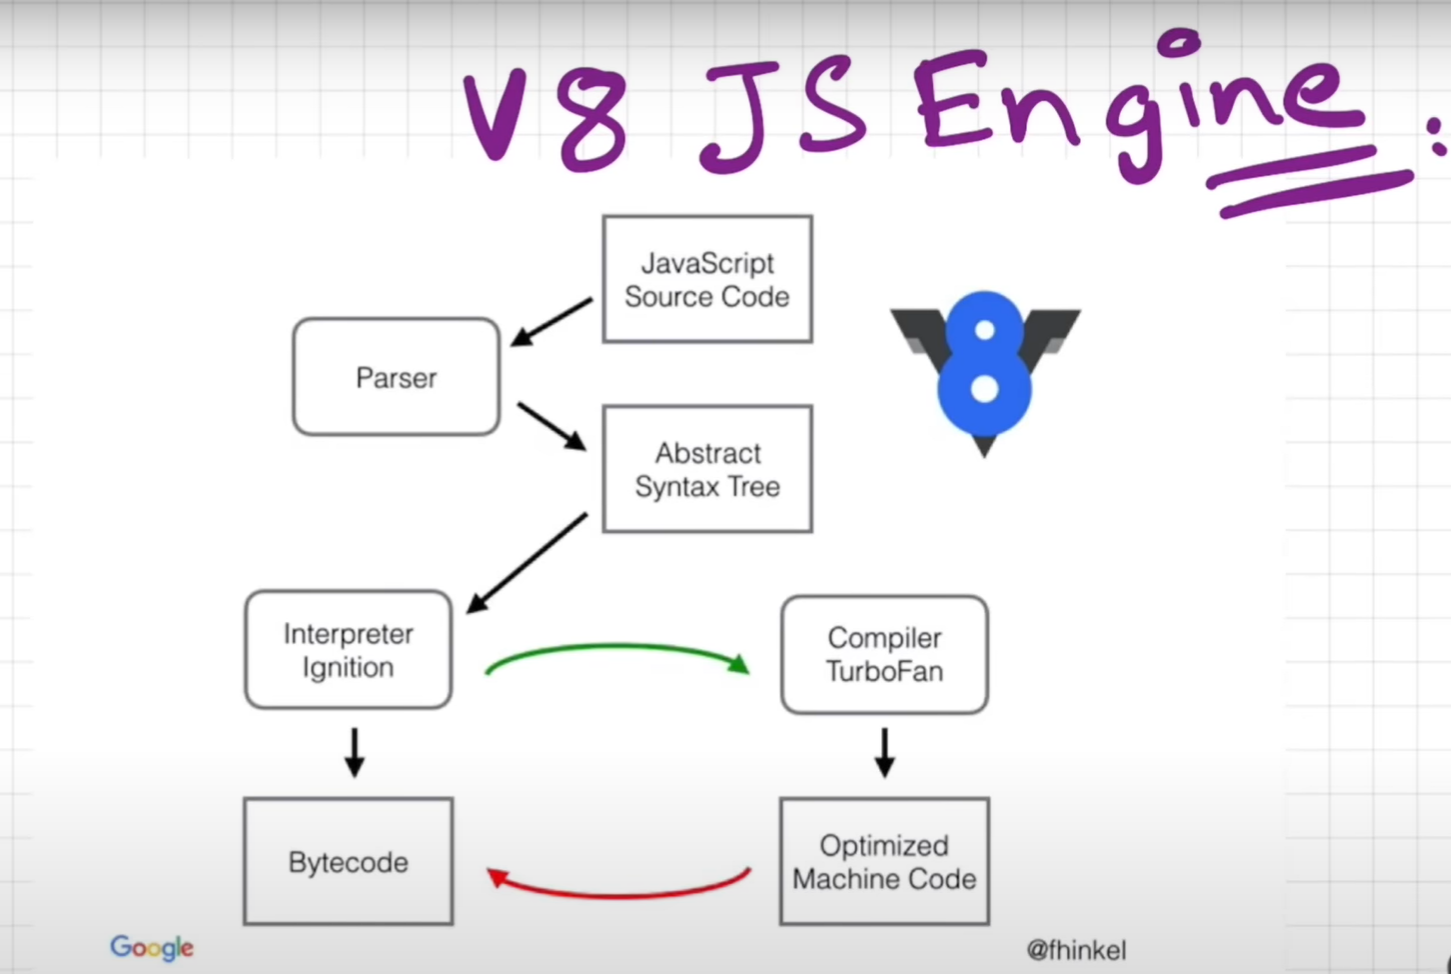 V8 JS Engine :
JavaScript
Source Code
Parser
Abstract
Syntax Tree
Interpreter
Ignition
Compiler
TurboFan
Bytecode
Optimized
Machine Code
Google
@fhinkel